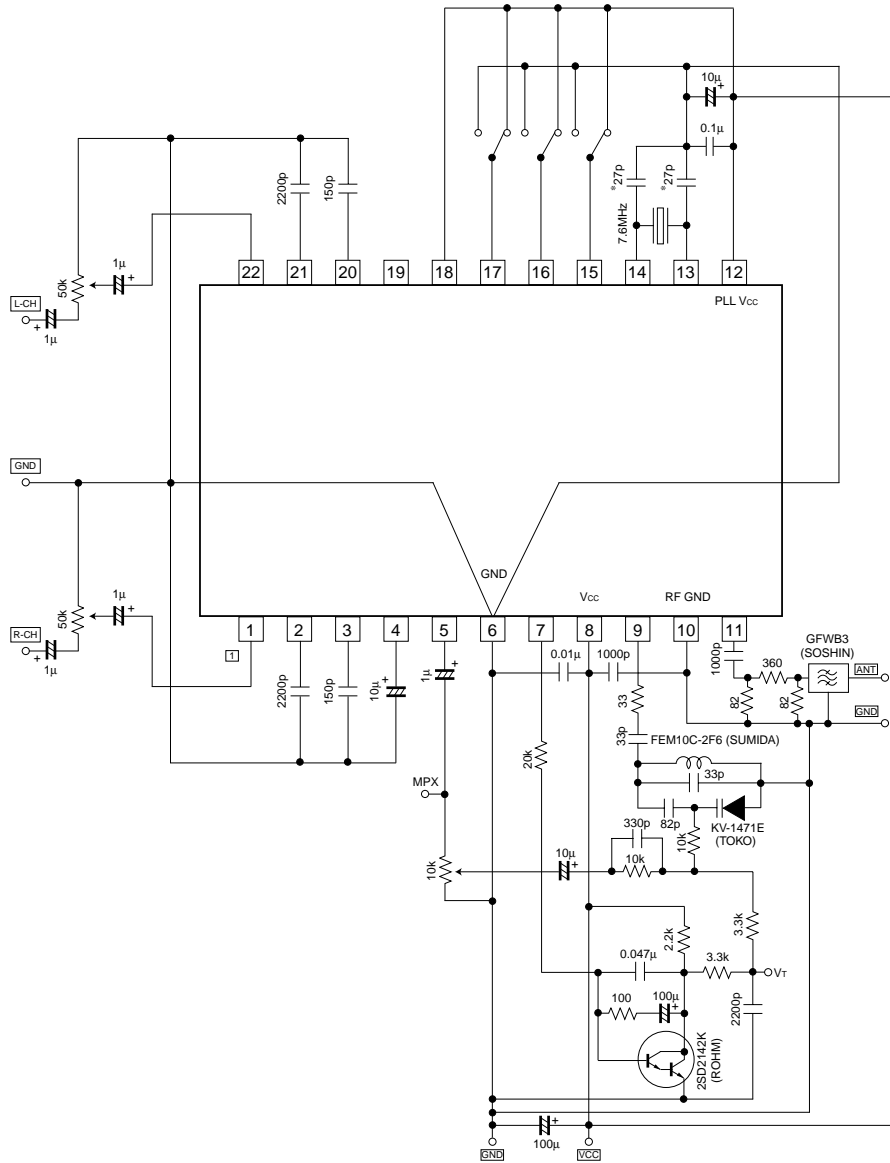 10μ
+
0.1μ
2200p
150p
*27p
*27p
7.6MHz
1μ
+
50k
L-CH
+
1μ
22
21
20
19
18
17
16
15
14
13
12
PLL VCC
GND
GND
VCC
RF GND
1μ
+
50k
R-CH
+
1μ
1
2
3
4
5
6
7
8
9
10
11
1
2200p
150p
10μ
+
1μ
+
0.01μ
1000p
1000p
GFWB3
(SOSHIN)
360
ANT
82
82
GND
33
33p
FEM10C-2F6 (SUMIDA)
20k
33p
MPX
82p
KV-1471E
(TOKO)
10k
330p
10μ
+
10k
10k
3.3k
2.2k
0.047μ
3.3k
VT
100
100μ
+
2200p
2SD2142K
(ROHM)
+
100μ
GND
VCC